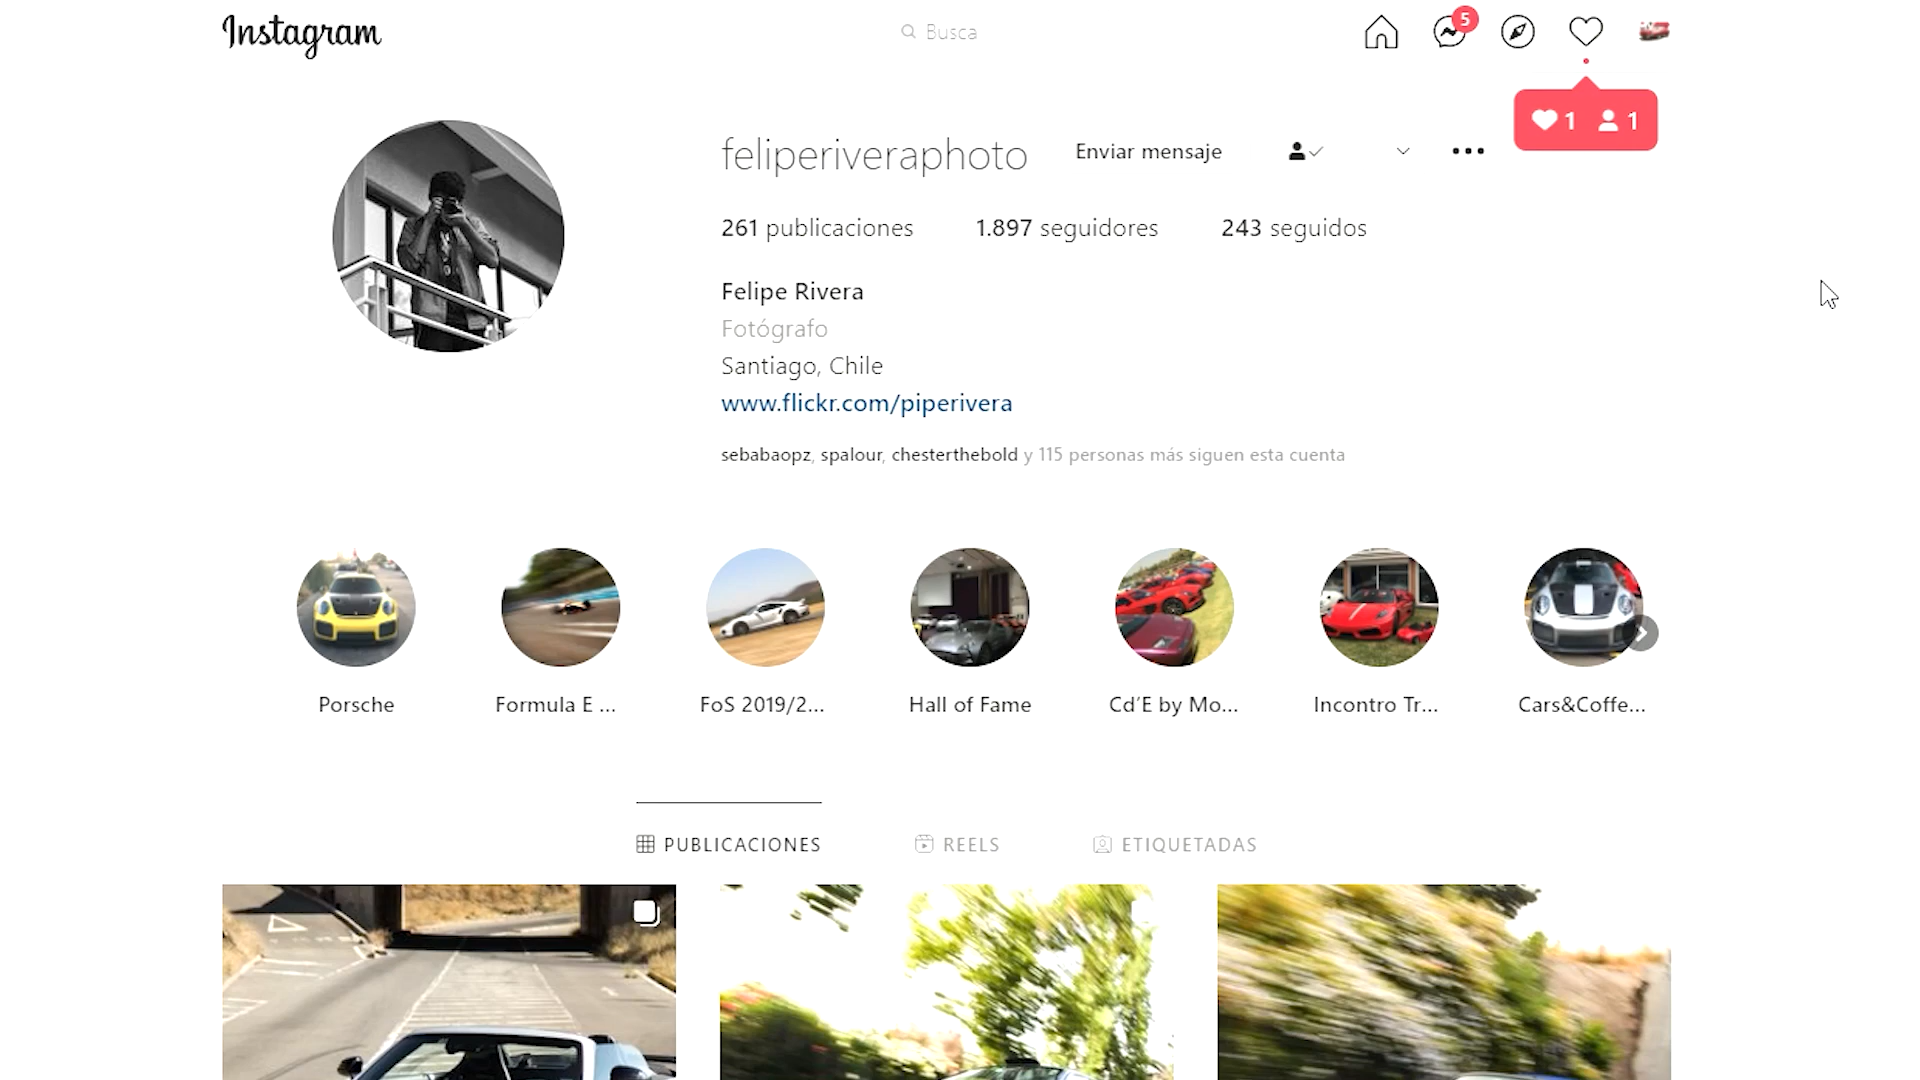 Instagram
Busca
5
1 1
feliperiveraphoto
Enviar mensaje
261 publicaciones
1.897 seguidores
243 seguidos
Felipe Rivera
Fotógrafo
Santiago, Chile
www.flickr.com/piperivera
sebabaopz, spalour, chesterthebold y 115 personas más siguen esta cuenta
Porsche
Formula E ...
FoS 2019/2...
Hall of Fame
Cd'E by Mo...
Incontro Tr...
Cars&Coffe...
PUBLICACIONES
REELS
ETIQUETADAS